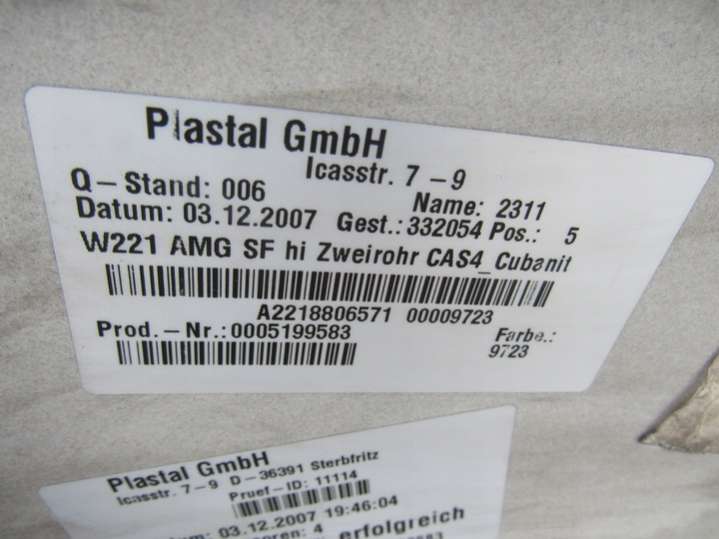 Plastal GmbH
Icasstr. 7-9
Q-Stand: 006 Name: 2311
Datum: 03.12.2007 Gest.: 332054 Pos.: 5
W221 AMG SF hi Zweirohr CAS4_Cubanit
A2218806571 00009723
Prod.-Nr.:0005199583 Farbe.:
9723
Plastal GmbH
Icasstr. 7-9 D-36391 Sterbfritz
Pruef-ID: 11114
03.12.2007 19:46:04
4 erfolgreich